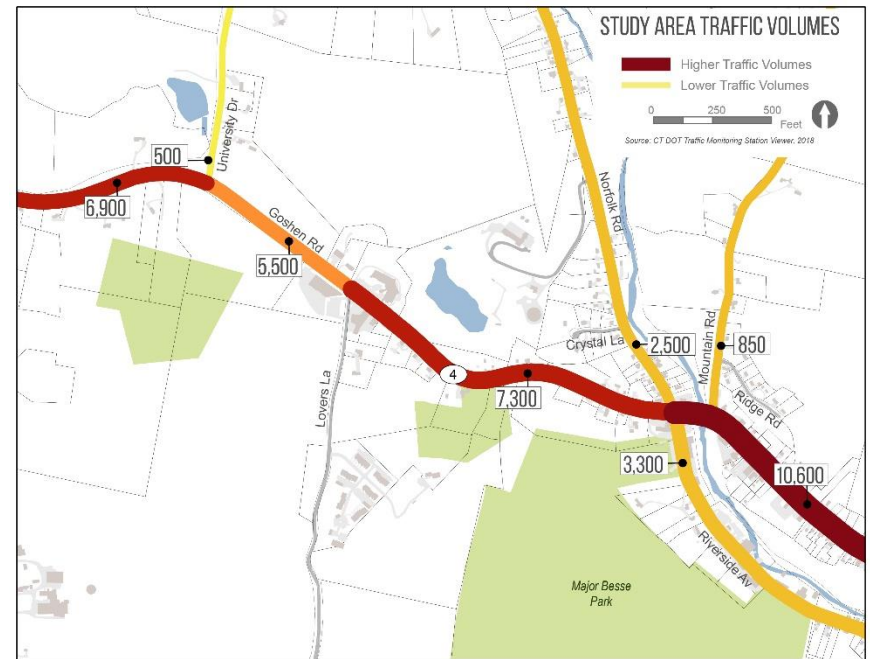 STUDY AREA TRAFFIC VOLUMES
Higher Traffic Volumes
Lower Traffic Volumes
0 250 500
Feet
Source: CT DOT Traffic Monitoring Station Viewer, 2018
University Dr
500
6,900
Goshen Rd
5,500
Norfolk Rd
Crystal La
2,500
Mountain Rd
850
Ridge Rd
Lovers La
4
7,300
3,300
10,600
Riverside Av
Major Besse
Park